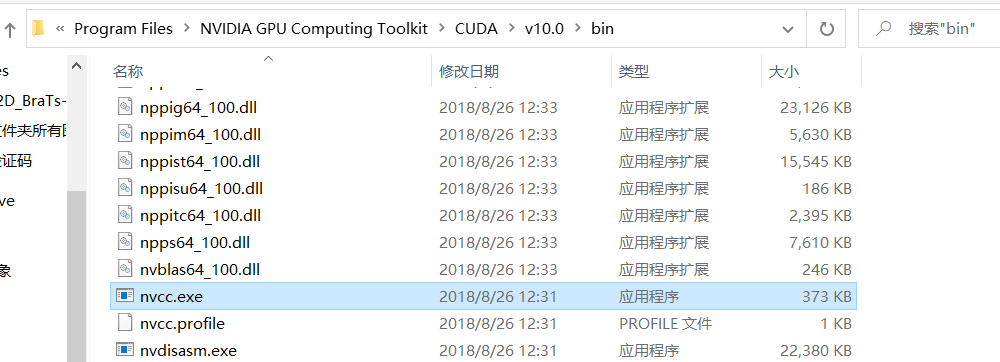 « Program Files > NVIDIA GPU Computing Toolkit > CUDA > v10.0 > bin 搜索"bin"
名称 修改日期 类型 大小
nppig64_100.dll 2018/8/26 12:33 应用程序扩展 23,126 KB
2D_BraTs- nppim64_100.dll 2018/8/26 12:33 应用程序扩展 5,630 KB
文件夹所有 nppist64_100.dll 2018/8/26 12:33 应用程序扩展 15,545 KB
验证码 nppisu64_100.dll 2018/8/26 12:33 应用程序扩展 186 KB
ve nppitc64_100.dll 2018/8/26 12:33 应用程序扩展 2,395 KB
npps64_100.dll 2018/8/26 12:33 应用程序扩展 7,610 KB
象 nvblas64_100.dll 2018/8/26 12:33 应用程序扩展 246 KB
nvcc.exe 2018/8/26 12:31 应用程序 373 KB
nvcc.profile 2018/8/26 12:31 PROFILE 文件 1 KB
nvdisasm.exe 2018/8/26 12:31 应用程序 22,380 KB